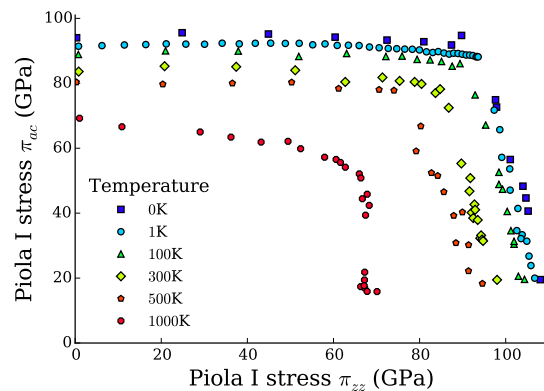 100
80
60
40
20
0
Piola I stress π_ac (GPa)
Temperature
0K
1K
100K
300K
500K
1000K
0 20 40 60 80 100
Piola I stress π_zz (GPa)